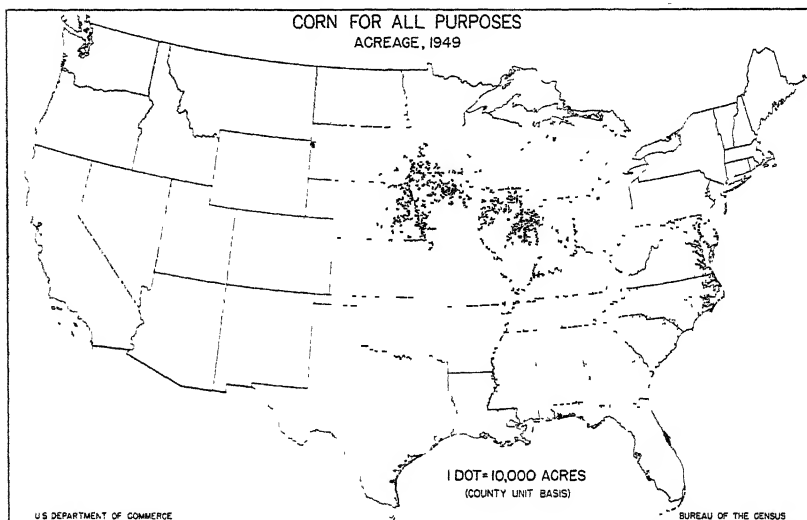 CORN FOR ALL PURPOSES
ACREAGE, 1949
1 DOT=10,000 ACRES
(COUNTY UNIT BASIS)
U S DEPARTMENT OF COMMERCE
BUREAU OF THE CENSUS